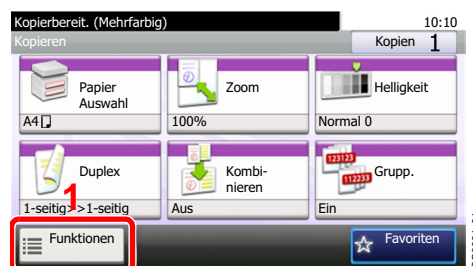 Kopierbereit. (Mehrfarbig)
10:10
Kopieren
Kopien 1
Papier
Auswahl
A4
Zoom
100%
Helligkeit
Normal 0
Duplex
1-seitig>>1-seitig
Kombi-
nieren
Aus
123123
112233
Grupp.
Ein
1
Funktionen
Favoriten